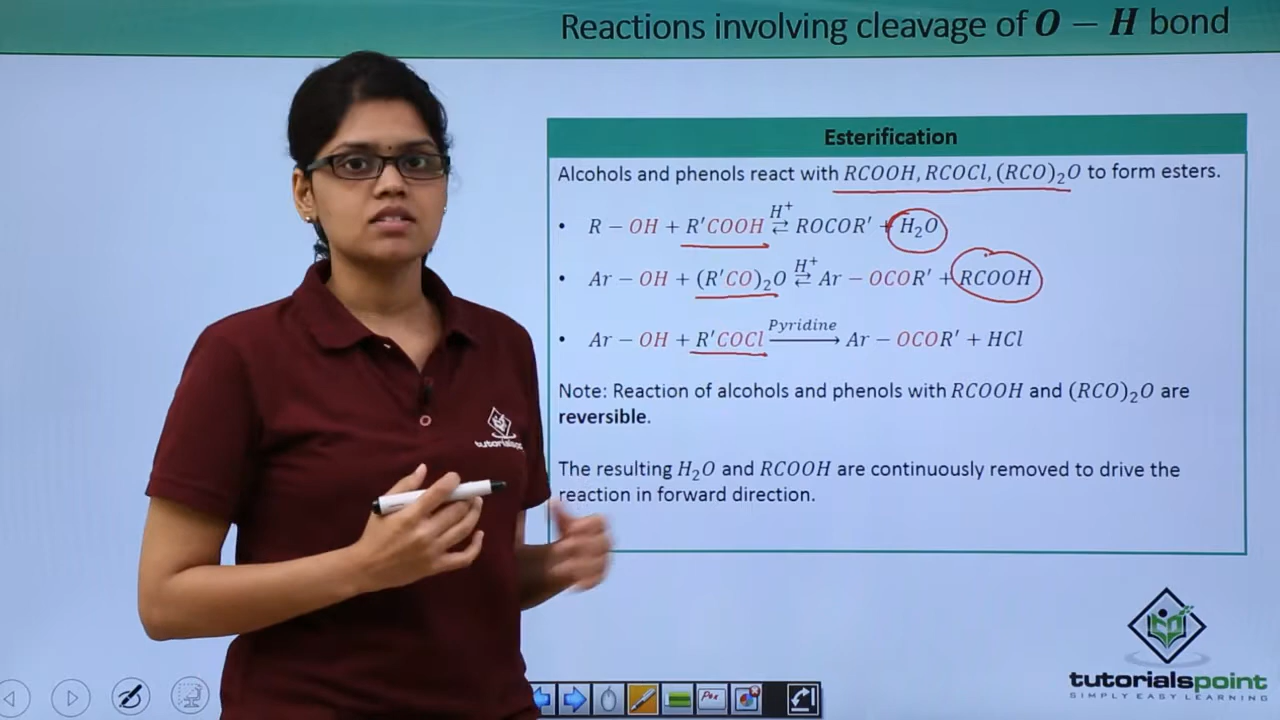 Reactions involving cleavage of O − H bond
Esterification
Alcohols and phenols react with RCOOH, RCOCl, (RCO)₂O to form esters.
• R − OH + R′COOH ⇄ ROCOR′ + H₂O
H⁺
• Ar − OH + (R′CO)₂O ⇄ Ar − OCOR′ + RCOOH
H⁺
• Ar − OH + R′COCl → Ar − OCOR′ + HCl
Pyridine
Note: Reaction of alcohols and phenols with RCOOH and (RCO)₂O are
reversible.
The resulting H₂O and RCOOH are continuously removed to drive the
reaction in forward direction.
tutorialspoint
SIMPLY EASY LEARNING